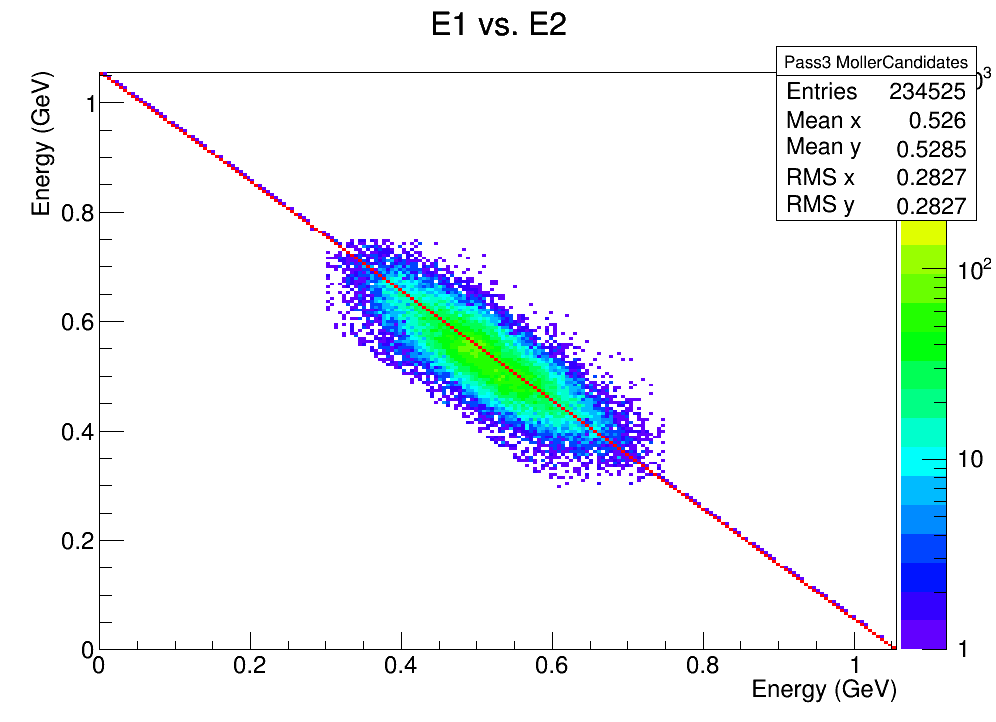 E1 vs. E2
Pass3 MollerCandidates
Entries 234525
Mean x 0.526
Mean y 0.5285
RMS x 0.2827
RMS y 0.2827
Energy (GeV)
1
0.8
0.6
0.4
0.2
0
0 0.2 0.4 0.6 0.8 1
Energy (GeV)
10²
10
1